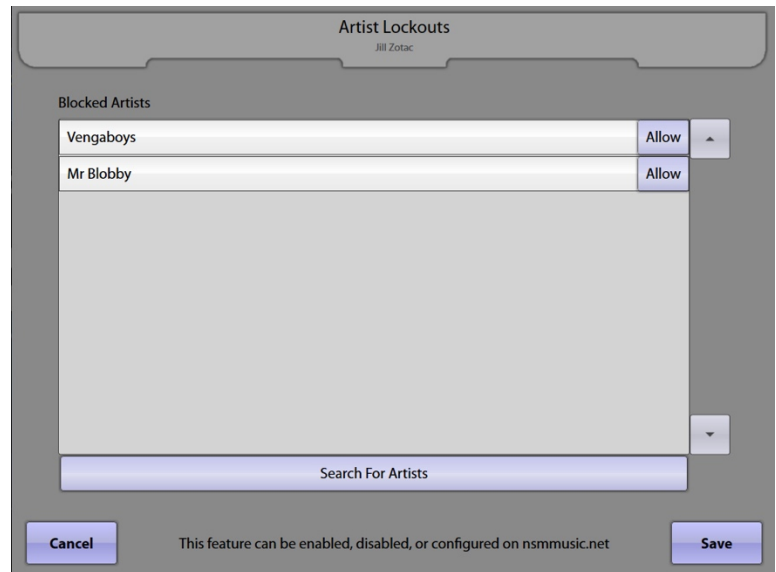 Artist Lockouts
Jill Zotac
Blocked Artists
Vengaboys Allow
Mr Blobby Allow
Search For Artists
Cancel This feature can be enabled, disabled, or configured on nsmmusic.net Save